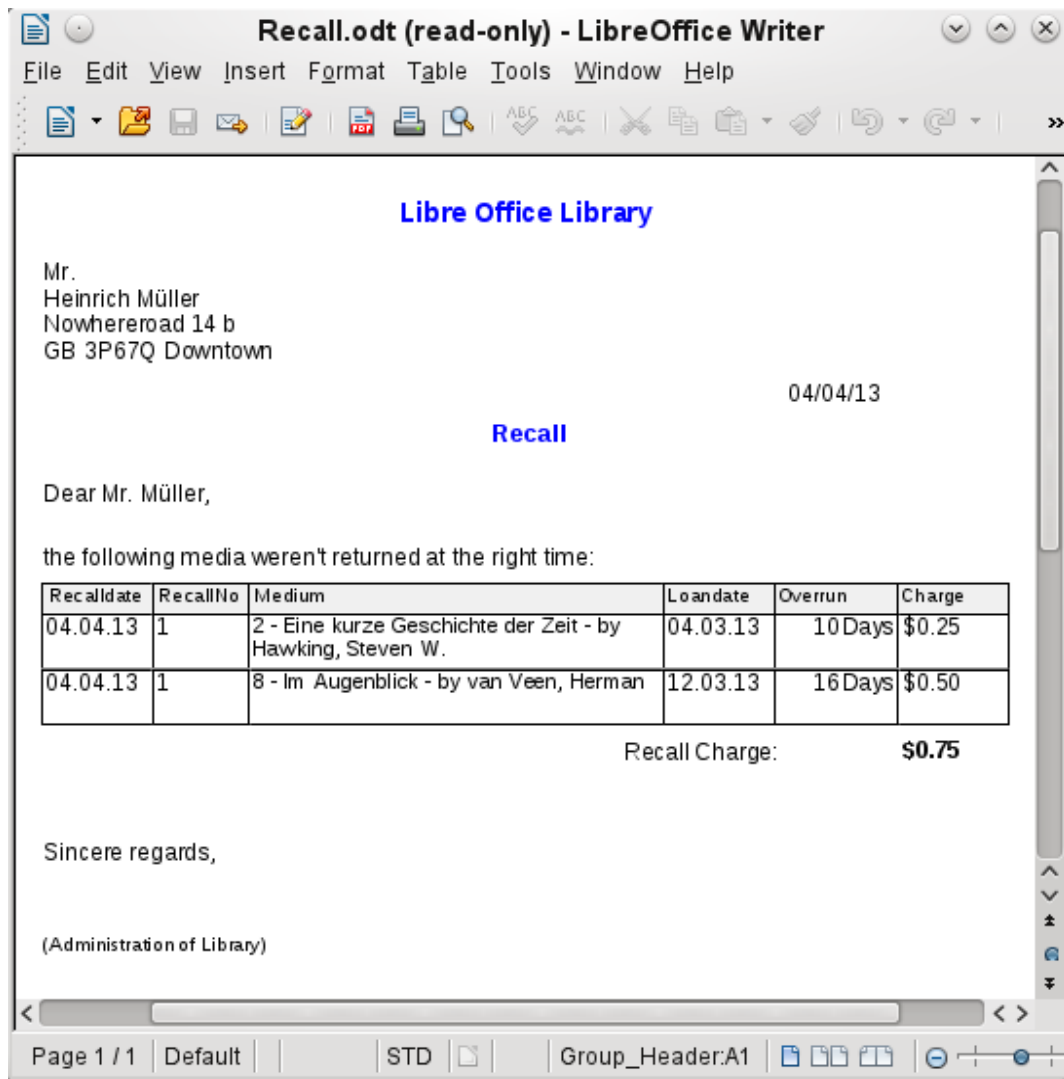 Recall.odt (read-only) - LibreOffice Writer
File Edit View Insert Format Table Tools Window Help
PDF ABC ABC
Libre Office Library
Mr.
Heinrich Müller
Nowhereroad 14 b
GB 3P67Q Downtown
04/04/13
Recall
Dear Mr. Müller,
the following media weren't returned at the right time:
Recalldate RecallNo Medium Loandate Overrun Charge
04.04.13 1 2 - Eine kurze Geschichte der Zeit - by 04.03.13 10 Days $0.25
Hawking, Steven W.
04.04.13 1 8 - Im Augenblick - by van Veen, Herman 12.03.13 16 Days $0.50
Recall Charge: $0.75
Sincere regards,
(Administration of Library)
Page 1 / 1 Default STD Group_Header:A1